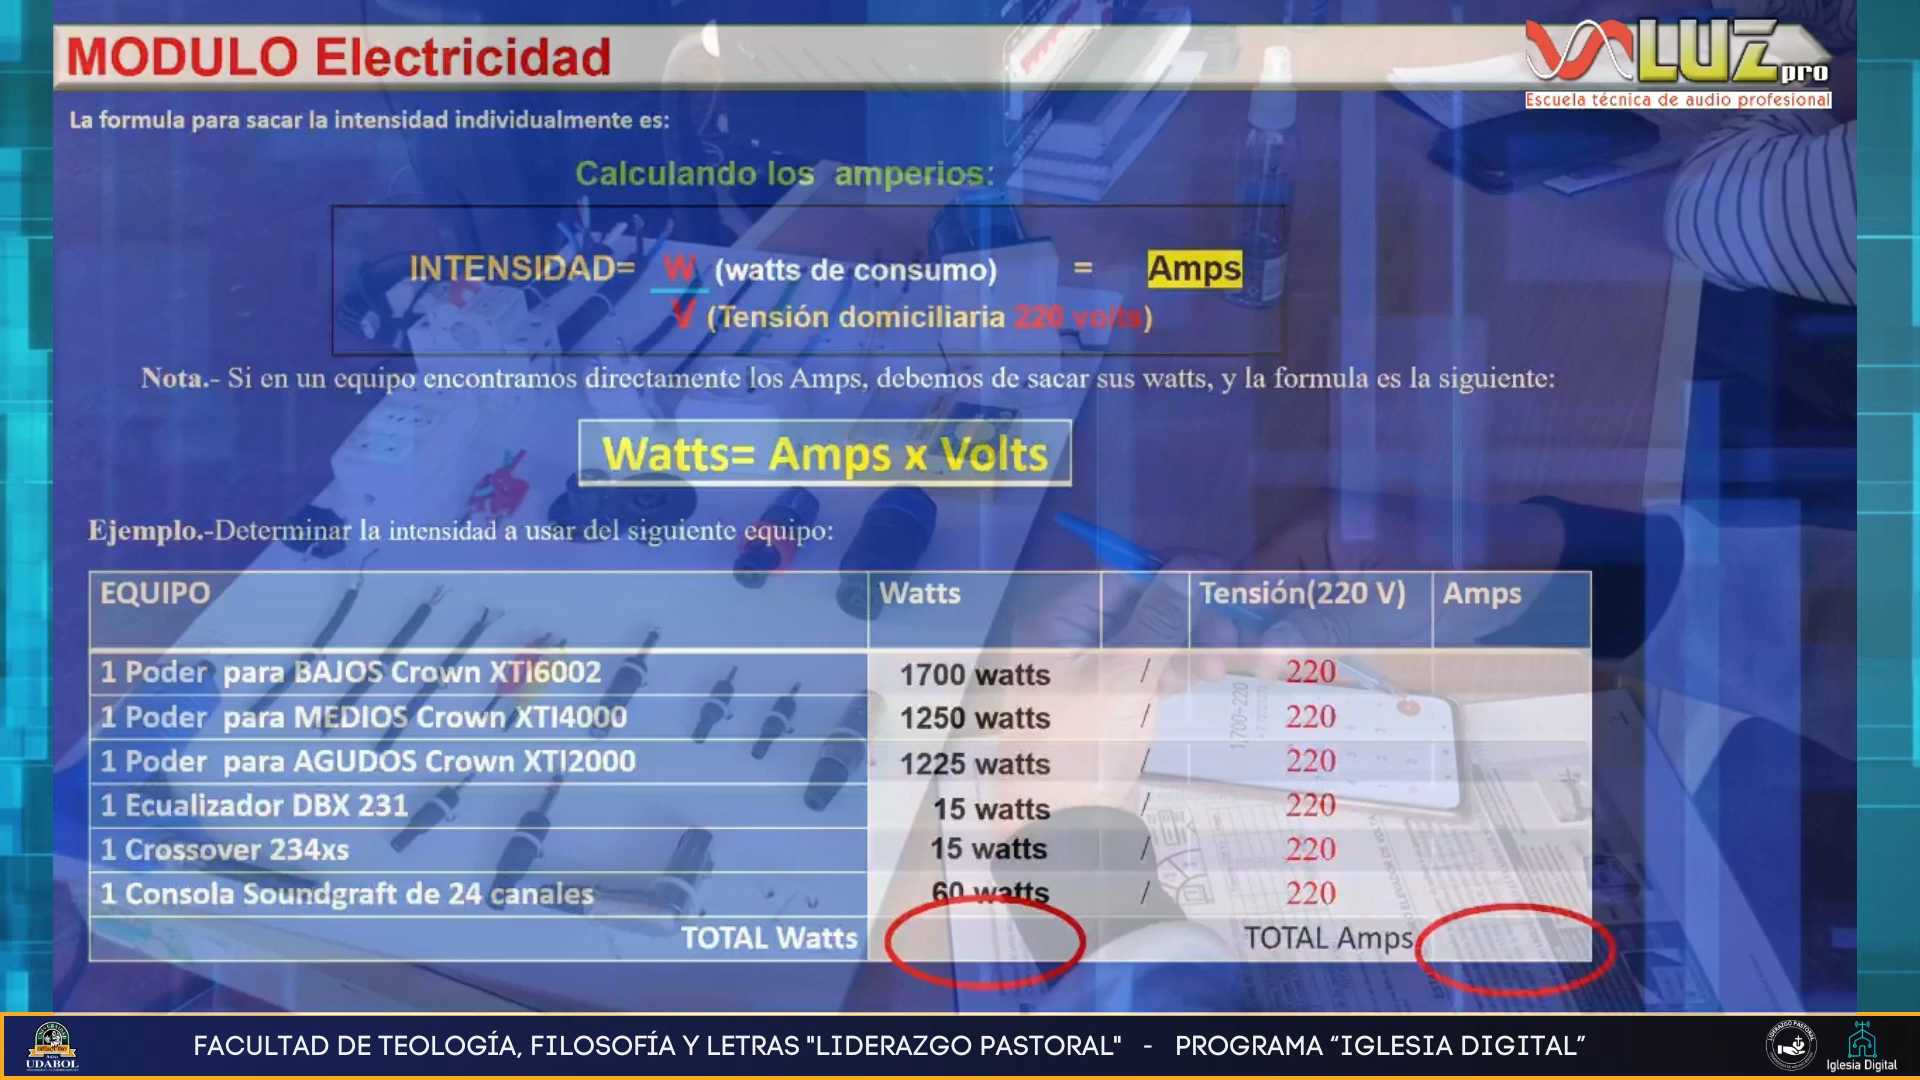 MODULO Electricidad
LUZ pro
Escuela técnica de audio profesional
La formula para sacar la intensidad individualmente es:
Calculando los amperios:
INTENSIDAD= W (watts de consumo) = Amps
V (Tensión domiciliaria 220 volts)
Nota.- Si en un equipo encontramos directamente los Amps, debemos de sacar sus watts, y la formula es la siguiente:
Watts= Amps x Volts
Ejemplo.-Determinar la intensidad a usar del siguiente equipo:
EQUIPO Watts Tensión(220 V) Amps
1 Poder para BAJOS Crown XTI6002 1700 watts / 220
1 Poder para MEDIOS Crown XTI4000 1250 watts / 220
1 Poder para AGUDOS Crown XTI2000 1225 watts / 220
1 Ecualizador DBX 231 15 watts / 220
1 Crossover 234xs 15 watts / 220
1 Consola Soundgraft de 24 canales 60 watts / 220
TOTAL Watts TOTAL Amps
UDABOL
FACULTAD DE TEOLOGÍA, FILOSOFÍA Y LETRAS "LIDERAZGO PASTORAL" - PROGRAMA “IGLESIA DIGITAL”
Iglesia Digital